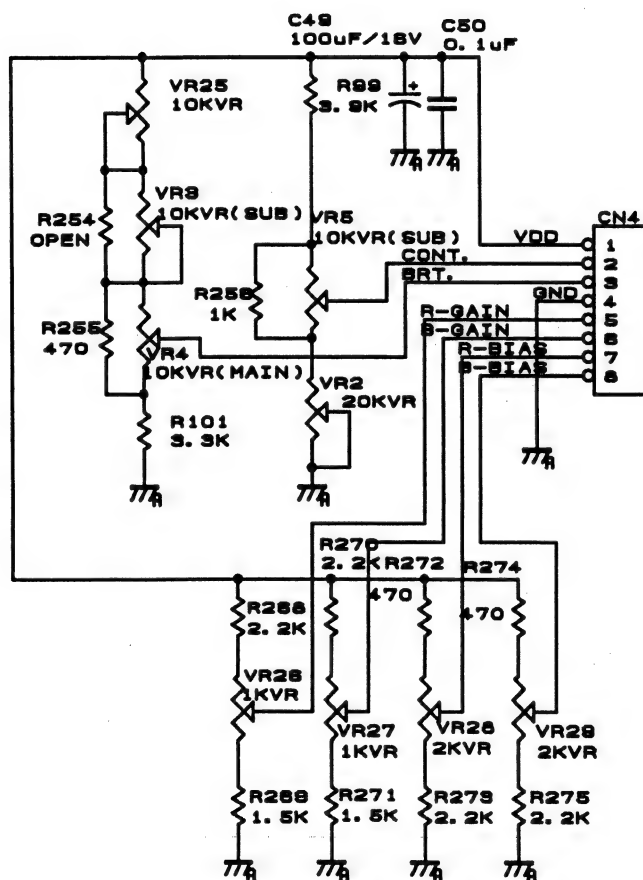 C49
100uF/16V
C50
0.1uF
VR25
10KVR
R99
3.9K
A A
R254
OPEN
VR3
10KVR(SUB)
VR5
10KVR(SUB)
CN4
VDD 1
CONT. 2
BRT. 3
GND 4
R-GAIN 5
B-GAIN 6
R-BIAS 7
B-BIAS 8
R256
1K
R255
470
VR4
10KVR(MAIN)
VR2
20KVR
R101
3.3K
A A A
R270
2.2K
R272
470
R274
470
R268
2.2K
VR26
1KVR
VR27
1KVR
VR28
2KVR
VR29
2KVR
R269
1.5K
R271
1.5K
R273
2.2K
R275
2.2K
A A A A